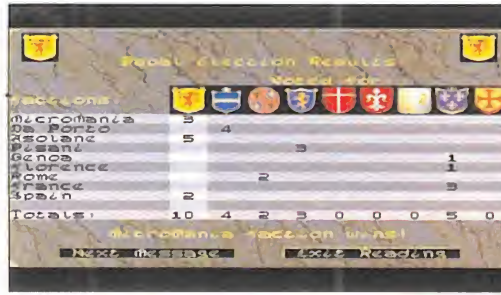 Papal Election Results
Voted for
Factions:
MicroMania 3
Da Porto 4
Asolane 5
Pisani 3
Genoa 1
Florence 1
Rome 2
France 3
Spain 2
Totals: 10 4 2 3 0 0 0 5 0
MicroMania faction wins!
Next Message Exit Reading